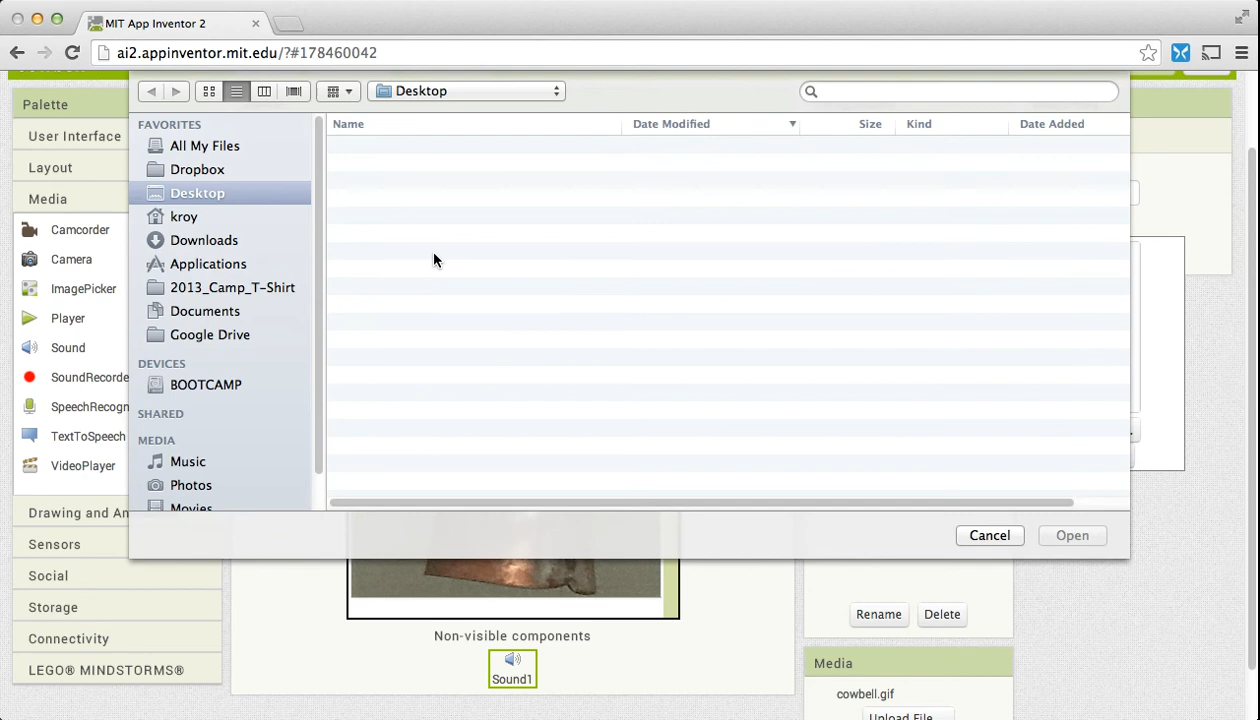 MIT App Inventor 2
ai2.appinventor.mit.edu/?#178460042
Desktop
Palette
User Interface
Layout
Media
Camcorder
Camera
ImagePicker
Player
Sound
SoundRecorde
SpeechRecogn
TextToSpeech
VideoPlayer
Drawing and An
Sensors
Social
Storage
Connectivity
LEGO® MINDSTORMS®
FAVORITES
All My Files
Dropbox
Desktop
kroy
Downloads
Applications
2013_Camp_T-Shirt
Documents
Google Drive
DEVICES
BOOTCAMP
SHARED
MEDIA
Music
Photos
Movies
Name Date Modified Size Kind Date Added
Cancel Open
Non-visible components
Sound1
Rename Delete
Media
cowbell.gif
Upload File